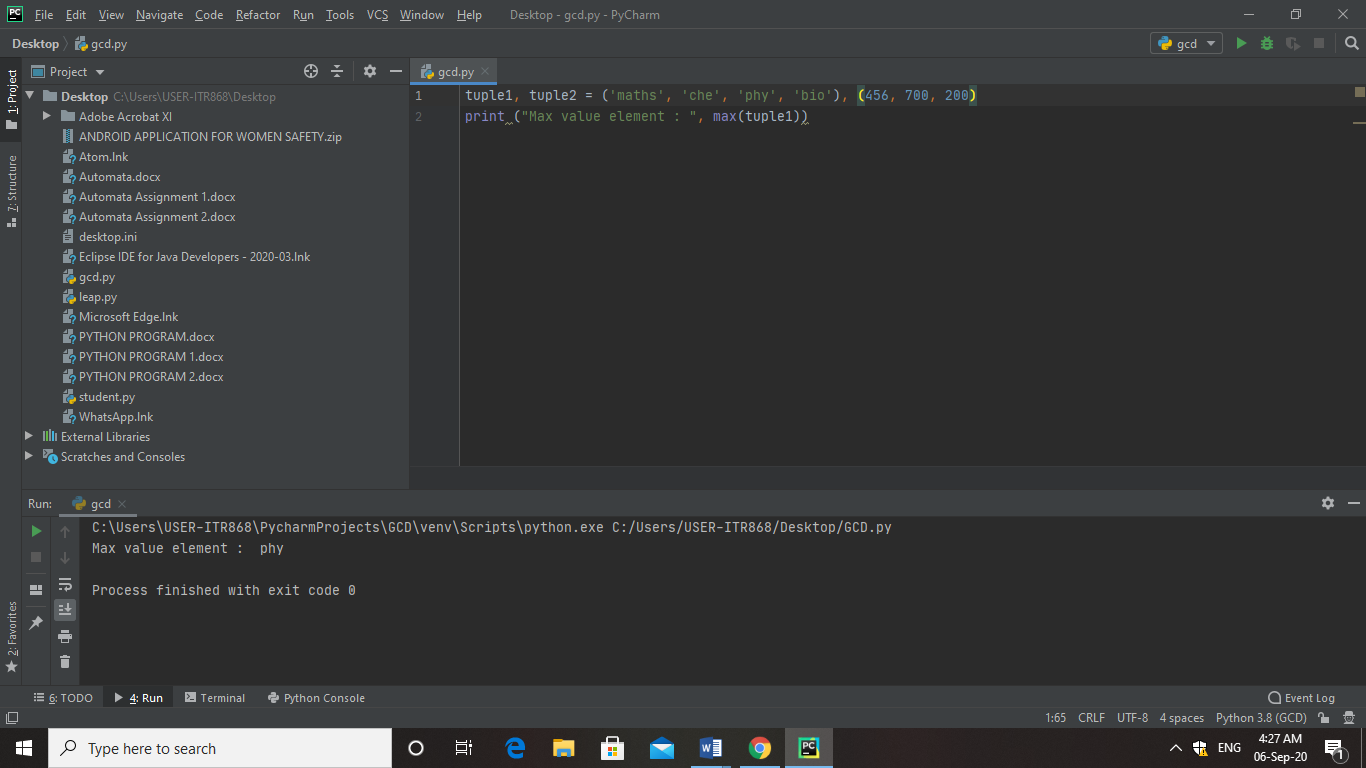 PC File Edit View Navigate Code Refactor Run Tools VCS Window Help Desktop - gcd.py - PyCharm
Desktop gcd.py gcd
1: Project
Project
gcd.py
Desktop C:\Users\USER-ITR868\Desktop
Adobe Acrobat XI
ANDROID APPLICATION FOR WOMEN SAFETY.zip
Atom.lnk
Automata.docx
Automata Assignment 1.docx
Automata Assignment 2.docx
desktop.ini
Eclipse IDE for Java Developers - 2020-03.lnk
gcd.py
leap.py
Microsoft Edge.lnk
PYTHON PROGRAM.docx
PYTHON PROGRAM 1.docx
PYTHON PROGRAM 2.docx
student.py
WhatsApp.lnk
External Libraries
Scratches and Consoles
7: Structure
1 tuple1, tuple2 = ('maths', 'che', 'phy', 'bio'), (456, 700, 200)
2 print ("Max value element : ", max(tuple1))
Run: gcd
C:\Users\USER-ITR868\PycharmProjects\GCD\venv\Scripts\python.exe C:/Users/USER-ITR868/Desktop/GCD.py
Max value element :  phy
Process finished with exit code 0
2: Favorites
6: TODO 4: Run Terminal Python Console Event Log
1:65 CRLF UTF-8 4 spaces Python 3.8 (GCD)
Type here to search
ENG
4:27 AM
06-Sep-20
1